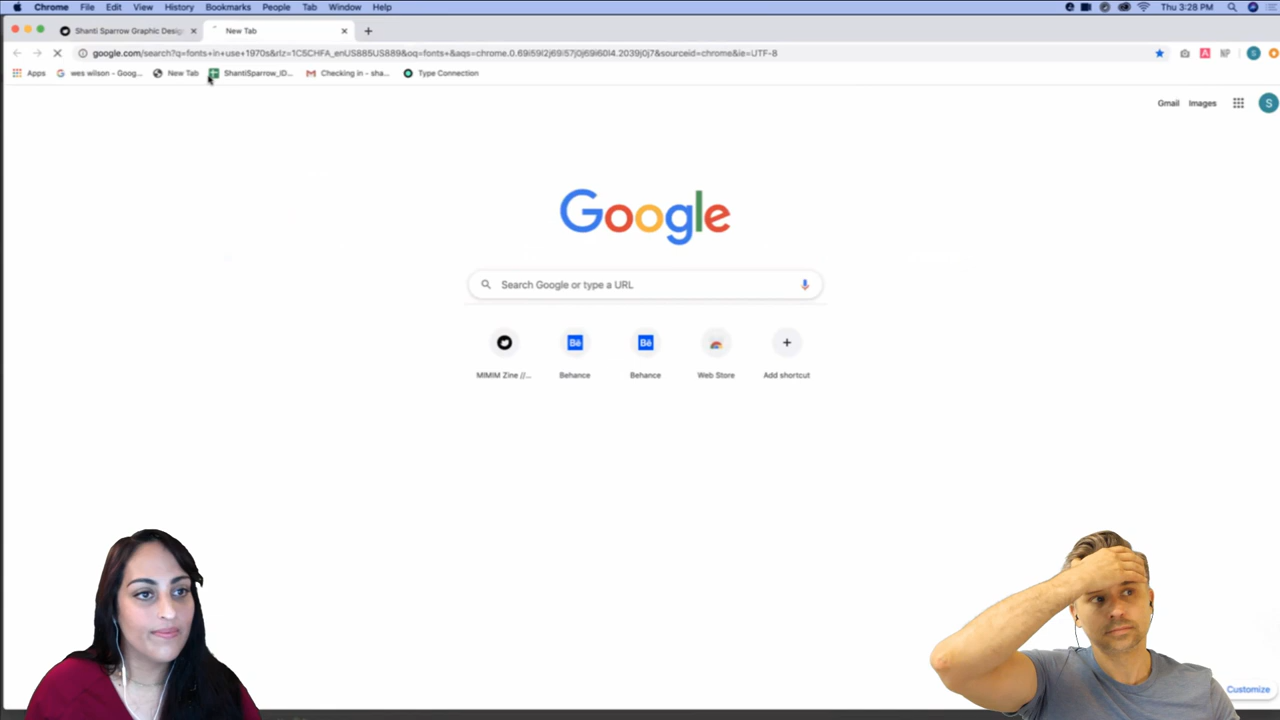 Chrome File Edit View History Bookmarks People Tab Window Help Thu 3:28 PM
Shanti Sparrow Graphic Desig New Tab
google.com/search?q=fonts+in+use+1970s&rlz=1C5CHFA_enUS885US889&oq=fonts+&aqs=chrome.0.69i59l2j69i57j0j69i60l4.2039j0j7&sourceid=chrome&ie=UTF-8
Apps wes wilson - Goog... New Tab ShantiSparrow_ID... Checking in - sha... Type Connection
Gmail Images S
Google
Search Google or type a URL
Bē Bē
MIMIM Zine //... Behance Behance Web Store Add shortcut
Customize